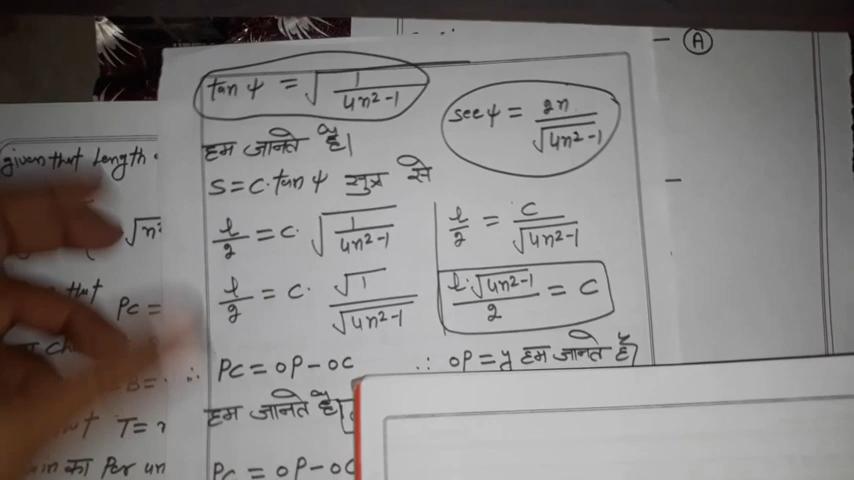 Ⓐ
tan ψ = √(1/(4n²-1))
sec ψ = 2n/√(4n²-1)
हम जानते है।
S = C·tan ψ सूत्र से
l/2 = C·√(1/(4n²-1))
l/2 = C·√1/√(4n²-1)
l/2 = C/√(4n²-1)
l·√(4n²-1)/2 = C
∴ PC = OP - OC
∴ OP = y हम जानते है।
हम जानते है।
PC = OP - OC
given that Length
PC =
B =
T =
का Per un